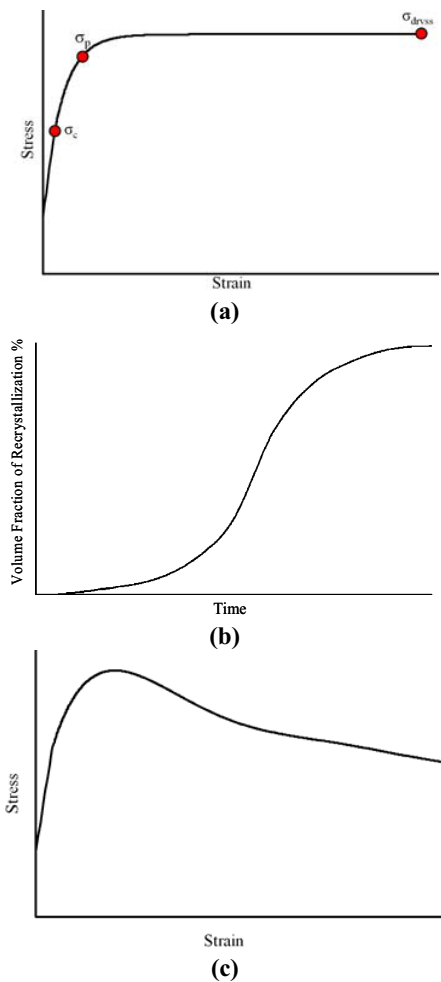 σdrvss
σp
σc
Stress
Strain
(a)
Volume Fraction of Recrystallization %
Time
(b)
Stress
Strain
(c)